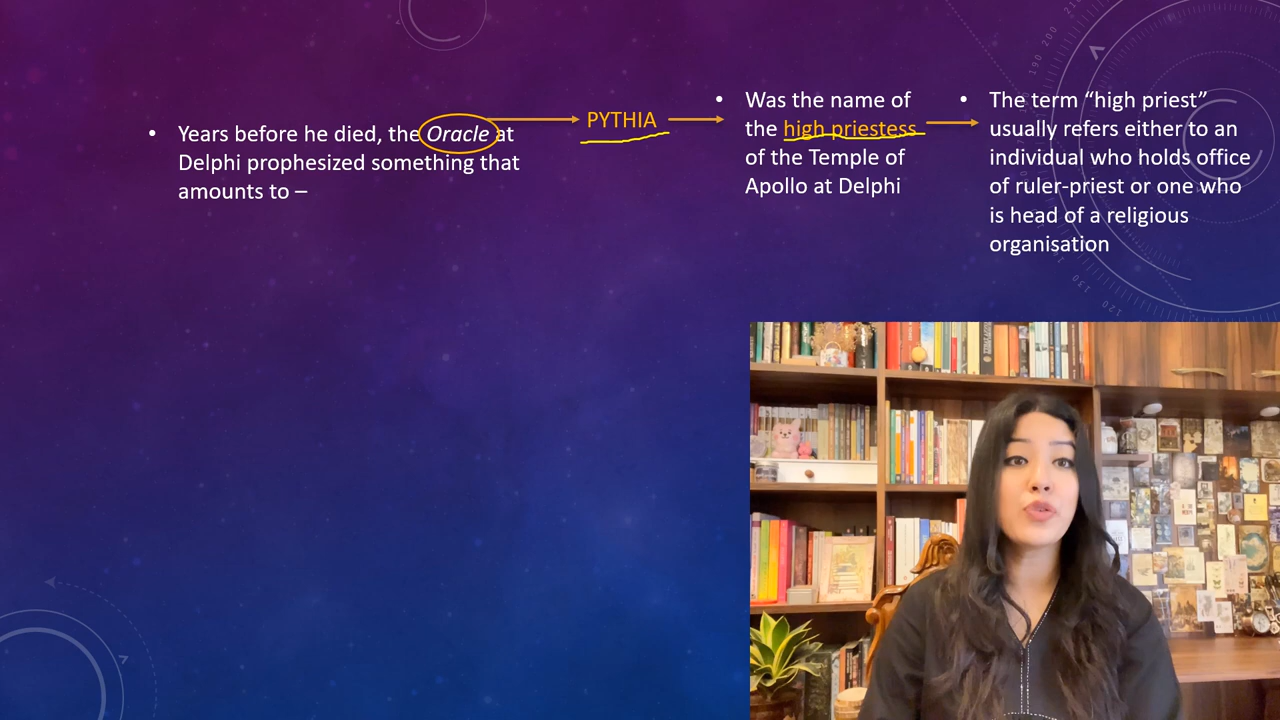 Years before he died, the Oracle at
Delphi prophesized something that
amounts to –
PYTHIA
Was the name of
the high priestess
of the Temple of
Apollo at Delphi
The term “high priest”
usually refers either to an
individual who holds office
of ruler-priest or one who
is head of a religious
organisation